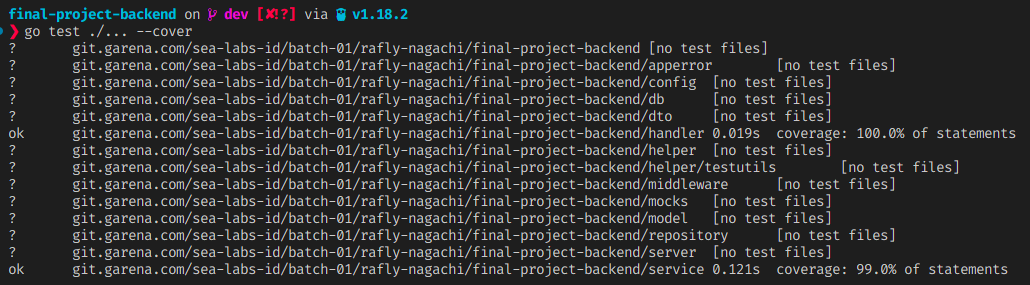 final-project-backend on dev [✘!?] via v1.18.2
❯ go test ./... --cover
? git.garena.com/sea-labs-id/batch-01/rafly-nagachi/final-project-backend [no test files]
? git.garena.com/sea-labs-id/batch-01/rafly-nagachi/final-project-backend/apperror [no test files]
? git.garena.com/sea-labs-id/batch-01/rafly-nagachi/final-project-backend/config [no test files]
? git.garena.com/sea-labs-id/batch-01/rafly-nagachi/final-project-backend/db [no test files]
? git.garena.com/sea-labs-id/batch-01/rafly-nagachi/final-project-backend/dto [no test files]
ok git.garena.com/sea-labs-id/batch-01/rafly-nagachi/final-project-backend/handler 0.019s coverage: 100.0% of statements
? git.garena.com/sea-labs-id/batch-01/rafly-nagachi/final-project-backend/helper [no test files]
? git.garena.com/sea-labs-id/batch-01/rafly-nagachi/final-project-backend/helper/testutils [no test files]
? git.garena.com/sea-labs-id/batch-01/rafly-nagachi/final-project-backend/middleware [no test files]
? git.garena.com/sea-labs-id/batch-01/rafly-nagachi/final-project-backend/mocks [no test files]
? git.garena.com/sea-labs-id/batch-01/rafly-nagachi/final-project-backend/model [no test files]
? git.garena.com/sea-labs-id/batch-01/rafly-nagachi/final-project-backend/repository [no test files]
? git.garena.com/sea-labs-id/batch-01/rafly-nagachi/final-project-backend/server [no test files]
ok git.garena.com/sea-labs-id/batch-01/rafly-nagachi/final-project-backend/service 0.121s coverage: 99.0% of statements